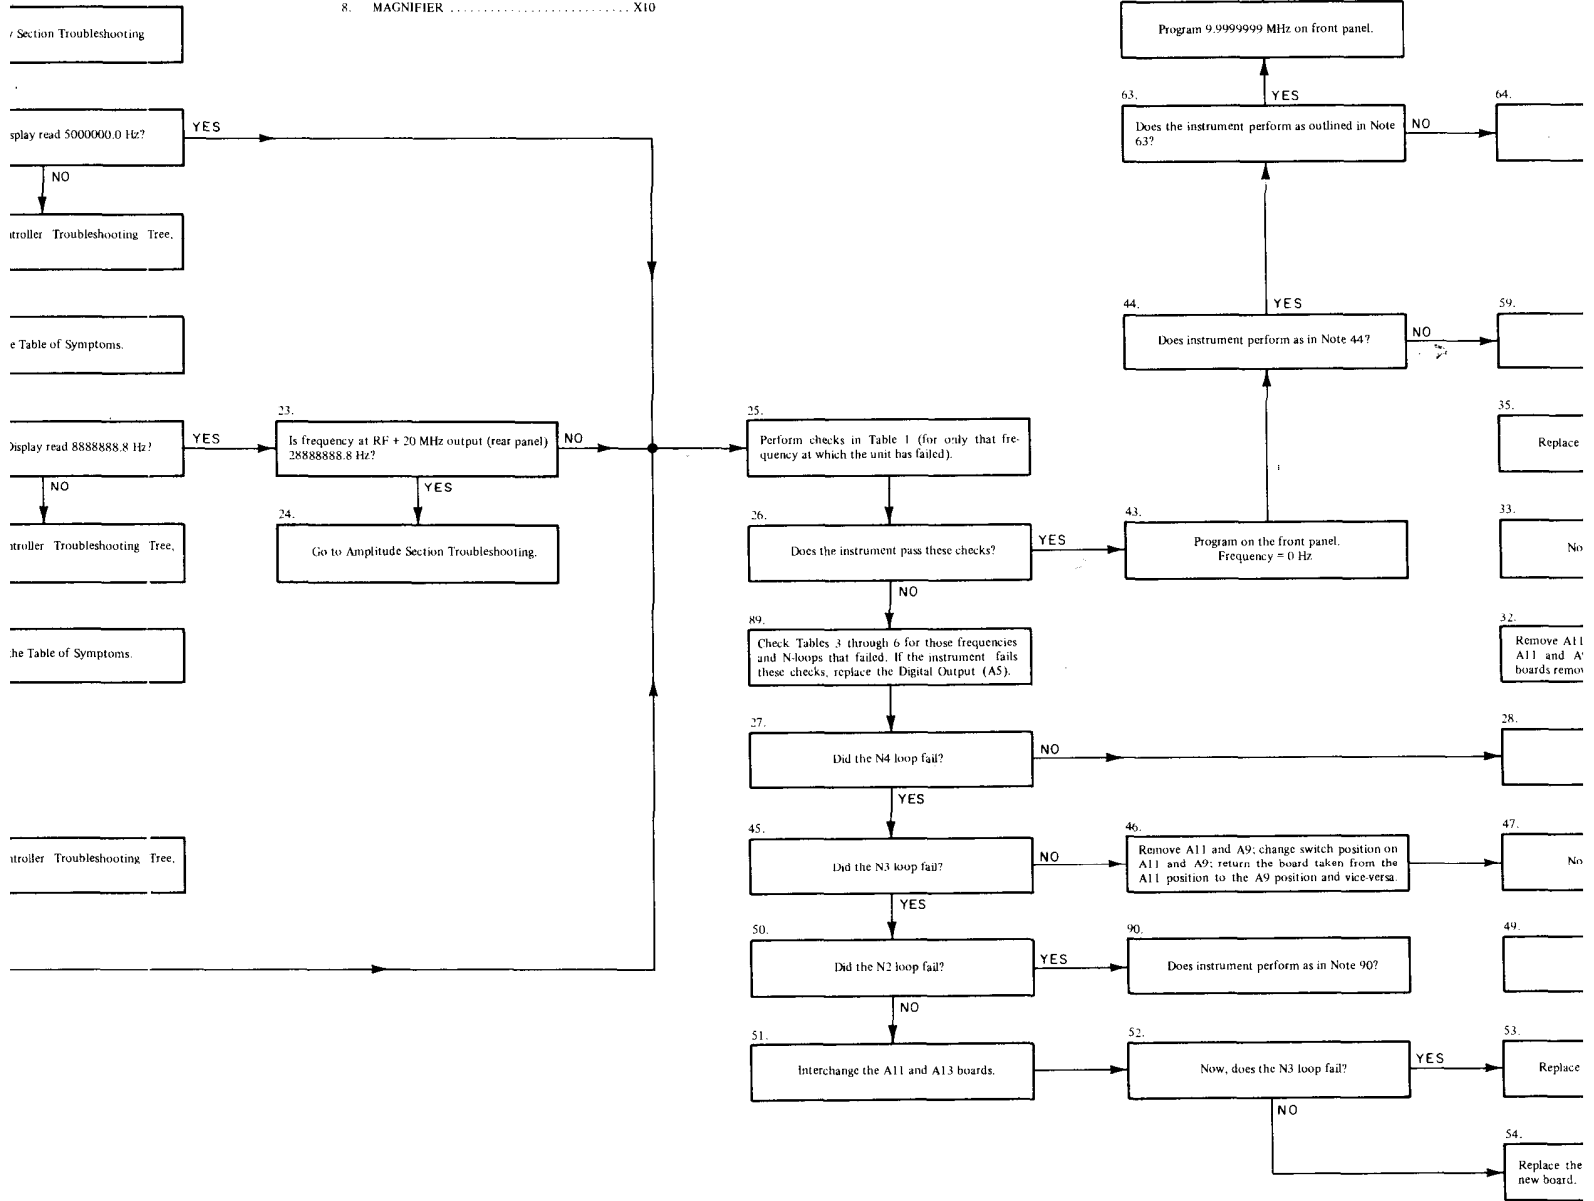 8. MAGNIFIER ........................... X10
Section Troubleshooting
splay read 5000000.0 Hz?
YES
NO
ntroller Troubleshooting Tree,
e Table of Symptoms.
Display read 8888888.8 Hz?
YES
NO
ntroller Troubleshooting Tree,
the Table of Symptoms.
ntroller Troubleshooting Tree,
23.
Is frequency at RF + 20 MHz output (rear panel)
28888888.8 Hz?
NO
YES
24.
Go to Amplitude Section Troubleshooting.
25.
Perform checks in Table 1 (for only that fre-
quency at which the unit has failed).
26.
Does the instrument pass these checks?
YES
NO
89.
Check Tables 3 through 6 for those frequencies
and N-loops that failed. If the instrument fails
these checks, replace the Digital Output (A5).
27.
Did the N4 loop fail?
NO
YES
45.
Did the N3 loop fail?
NO
YES
50.
Did the N2 loop fail?
YES
NO
51.
Interchange the A11 and A13 boards.
Program 9.9999999 MHz on front panel.
63.
YES
Does the instrument perform as outlined in Note
63?
NO
44.
YES
Does instrument perform as in Note 44?
NO
43.
Program on the front panel.
Frequency = 0 Hz
46.
Remove A11 and A9; change switch position on
A11 and A9; return the board taken from the
A11 position to the A9 position and vice-versa.
90.
Does instrument perform as in Note 90?
52.
Now, does the N3 loop fail?
YES
NO
64.
59.
35.
Replace
33.
No
32.
Remove A11
A11 and A9
boards remov
28.
47.
No
49.
53.
Replace
54.
Replace the
new board.